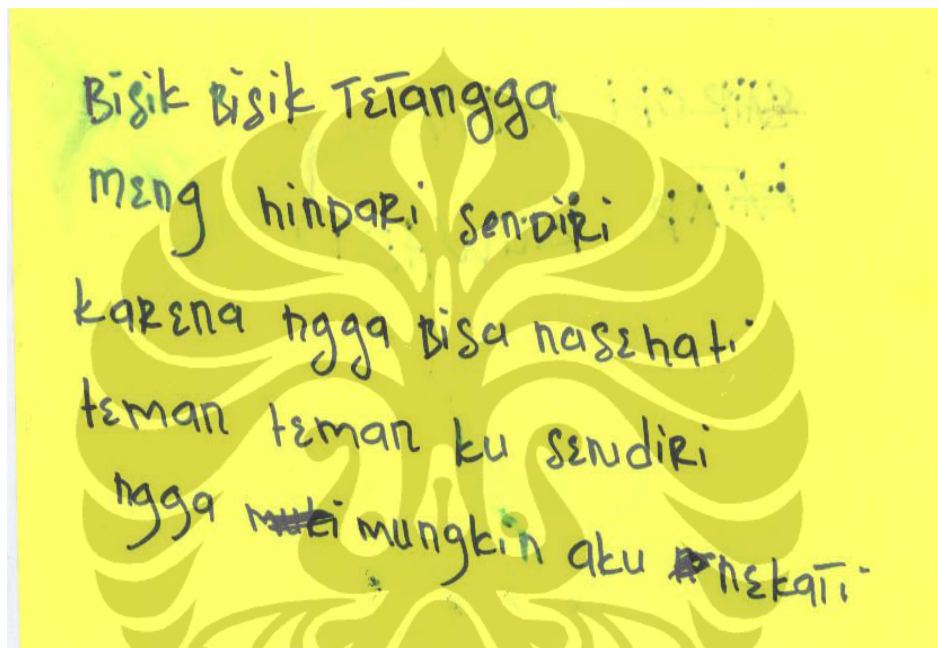 Bisik Bisik Tetangga
meng hindari sendiri
karena ngga Bisa nasehati
teman teman ku sendiri
ngga mungkin aku nekati